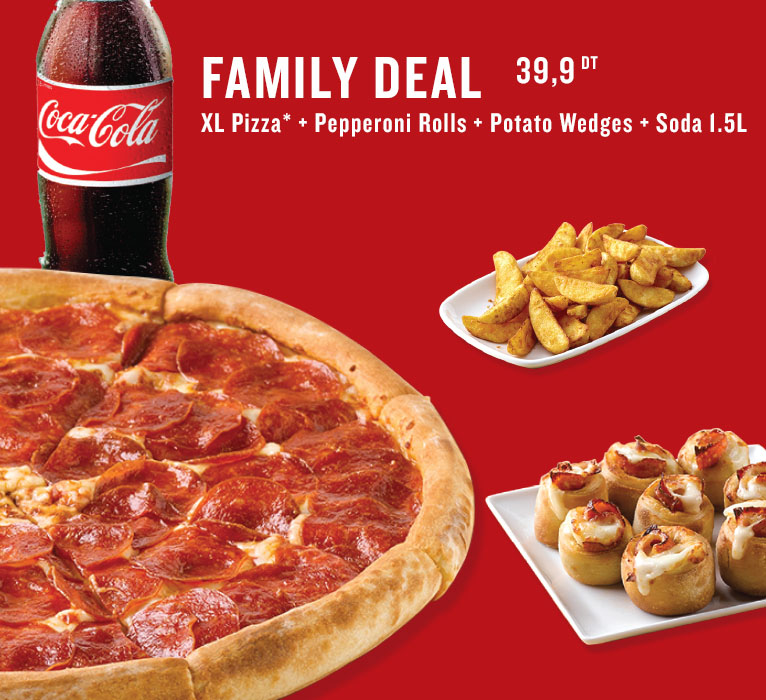 FAMILY DEAL 39,9 DT
XL Pizza* + Pepperoni Rolls + Potato Wedges + Soda 1.5L
Coca-Cola